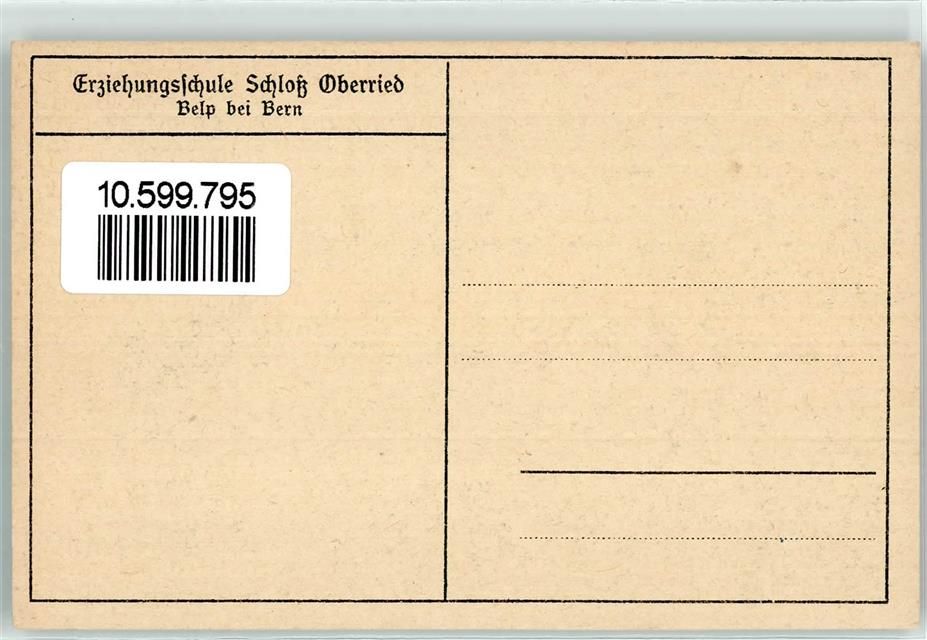 Erziehungsschule Schloß Oberried
Belp bei Bern
10.599.795